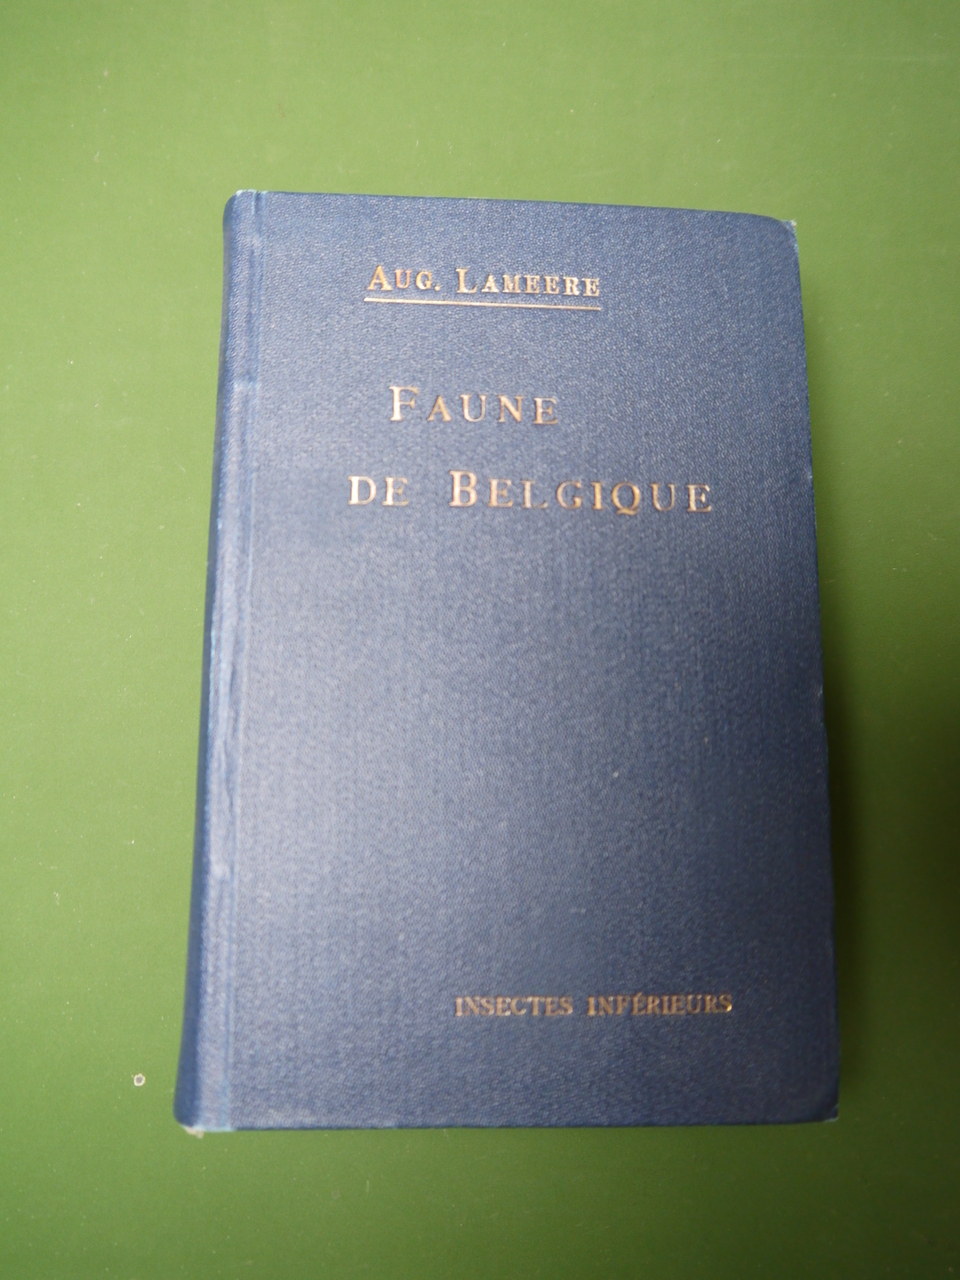 AUG. LAMEERE
FAUNE
DE BELGIQUE
INSECTES INFÉRIEURS